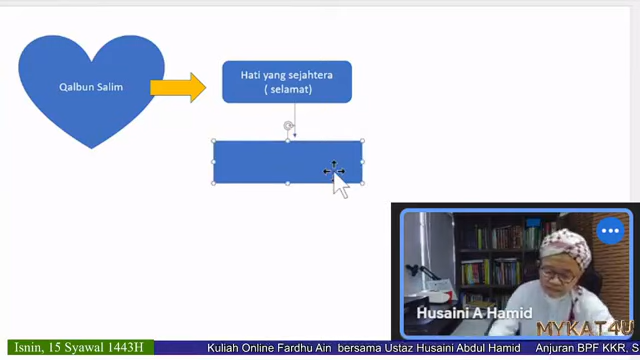 Qalbun Salim
Hati yang sejahtera
( selamat)
Husaini A Hamid
MYKAT4U
Isnin, 15 Syawal 1443H
Kuliah Online Fardhu Ain bersama Ustaz Husaini Abdul Hamid
Anjuran BPF KKR, S